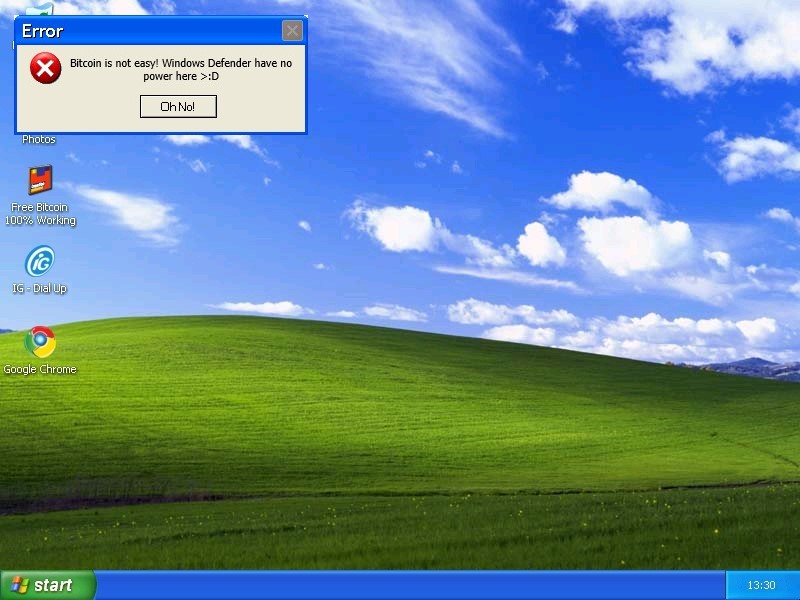 Error
Bitcoin is not easy! Windows Defender have no
power here >:D
Oh No!
Photos
Free Bitcoin
100% Working
IG - Dial Up
Google Chrome
start
13:30